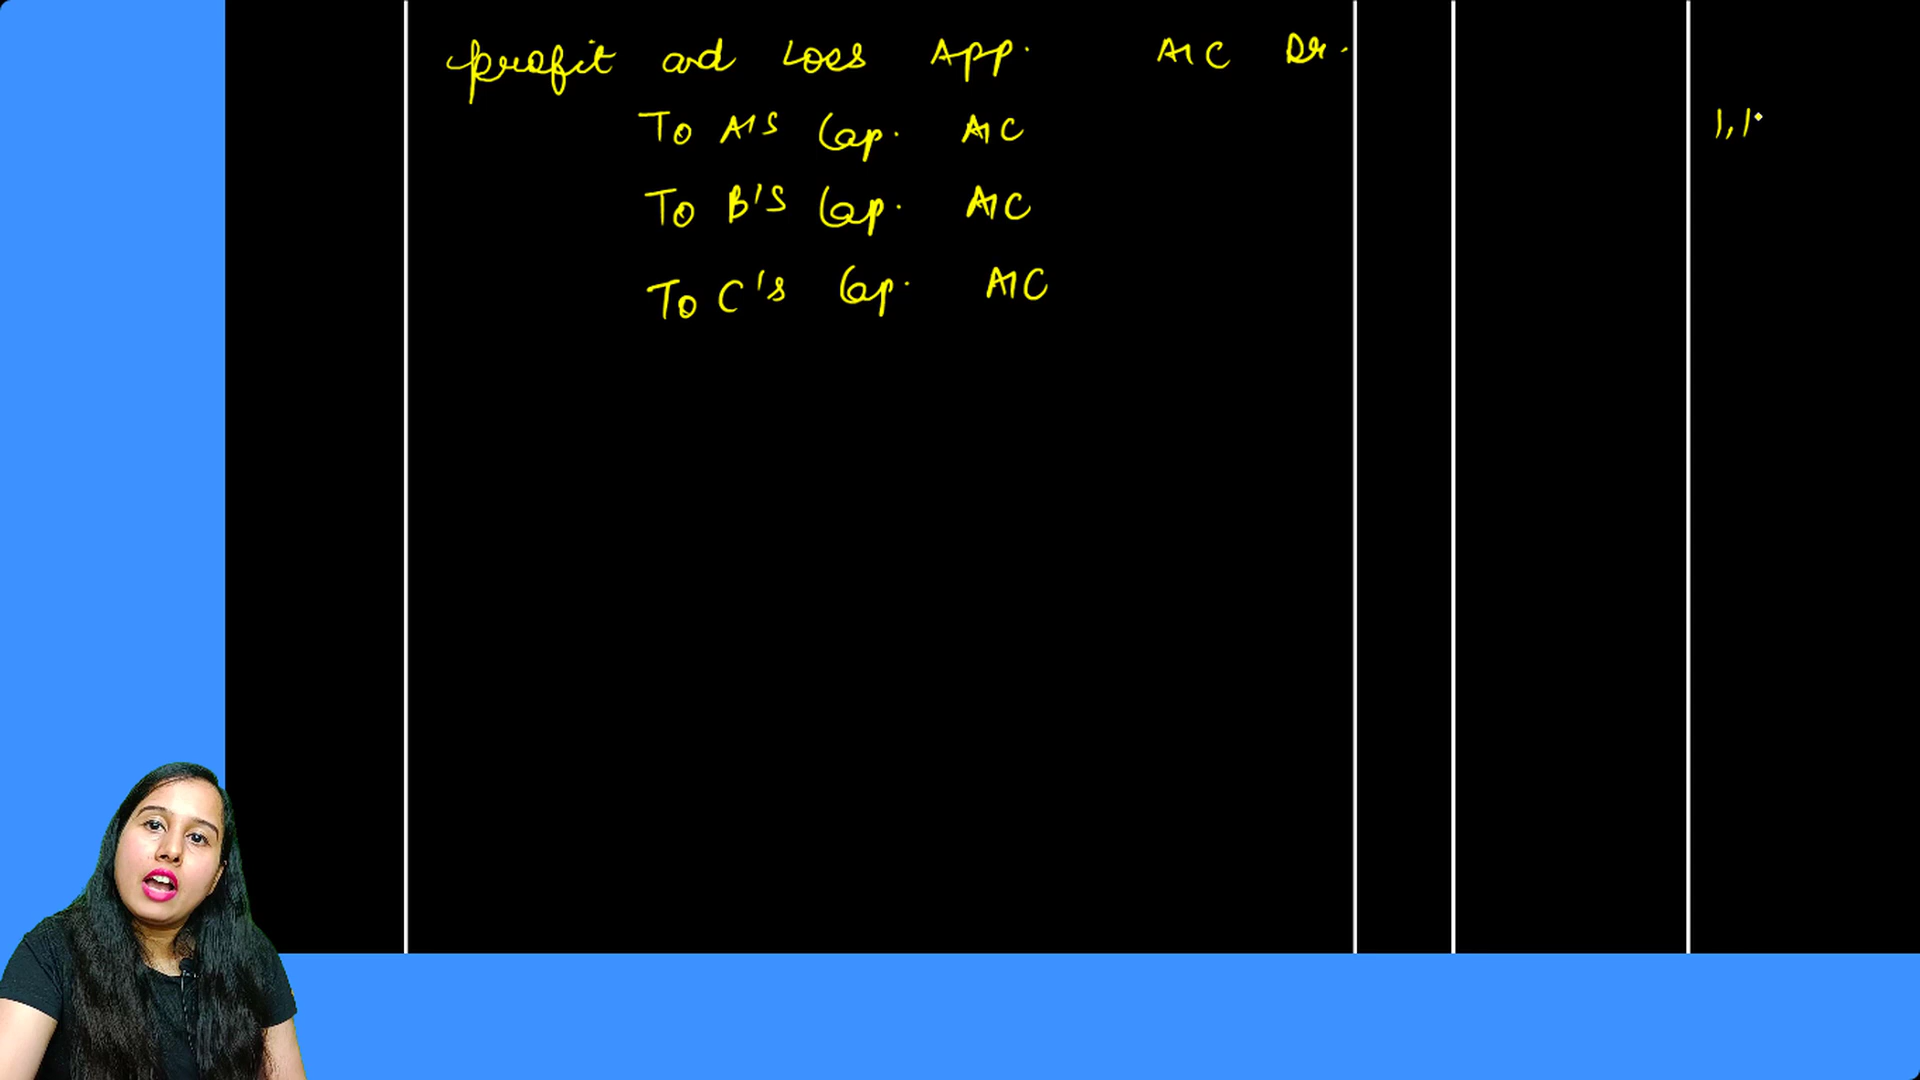 profit and Loss App. A/C Dr.
To A's Cap. A/C 1,1
To B's Cap. A/C
To C's Cap. A/C